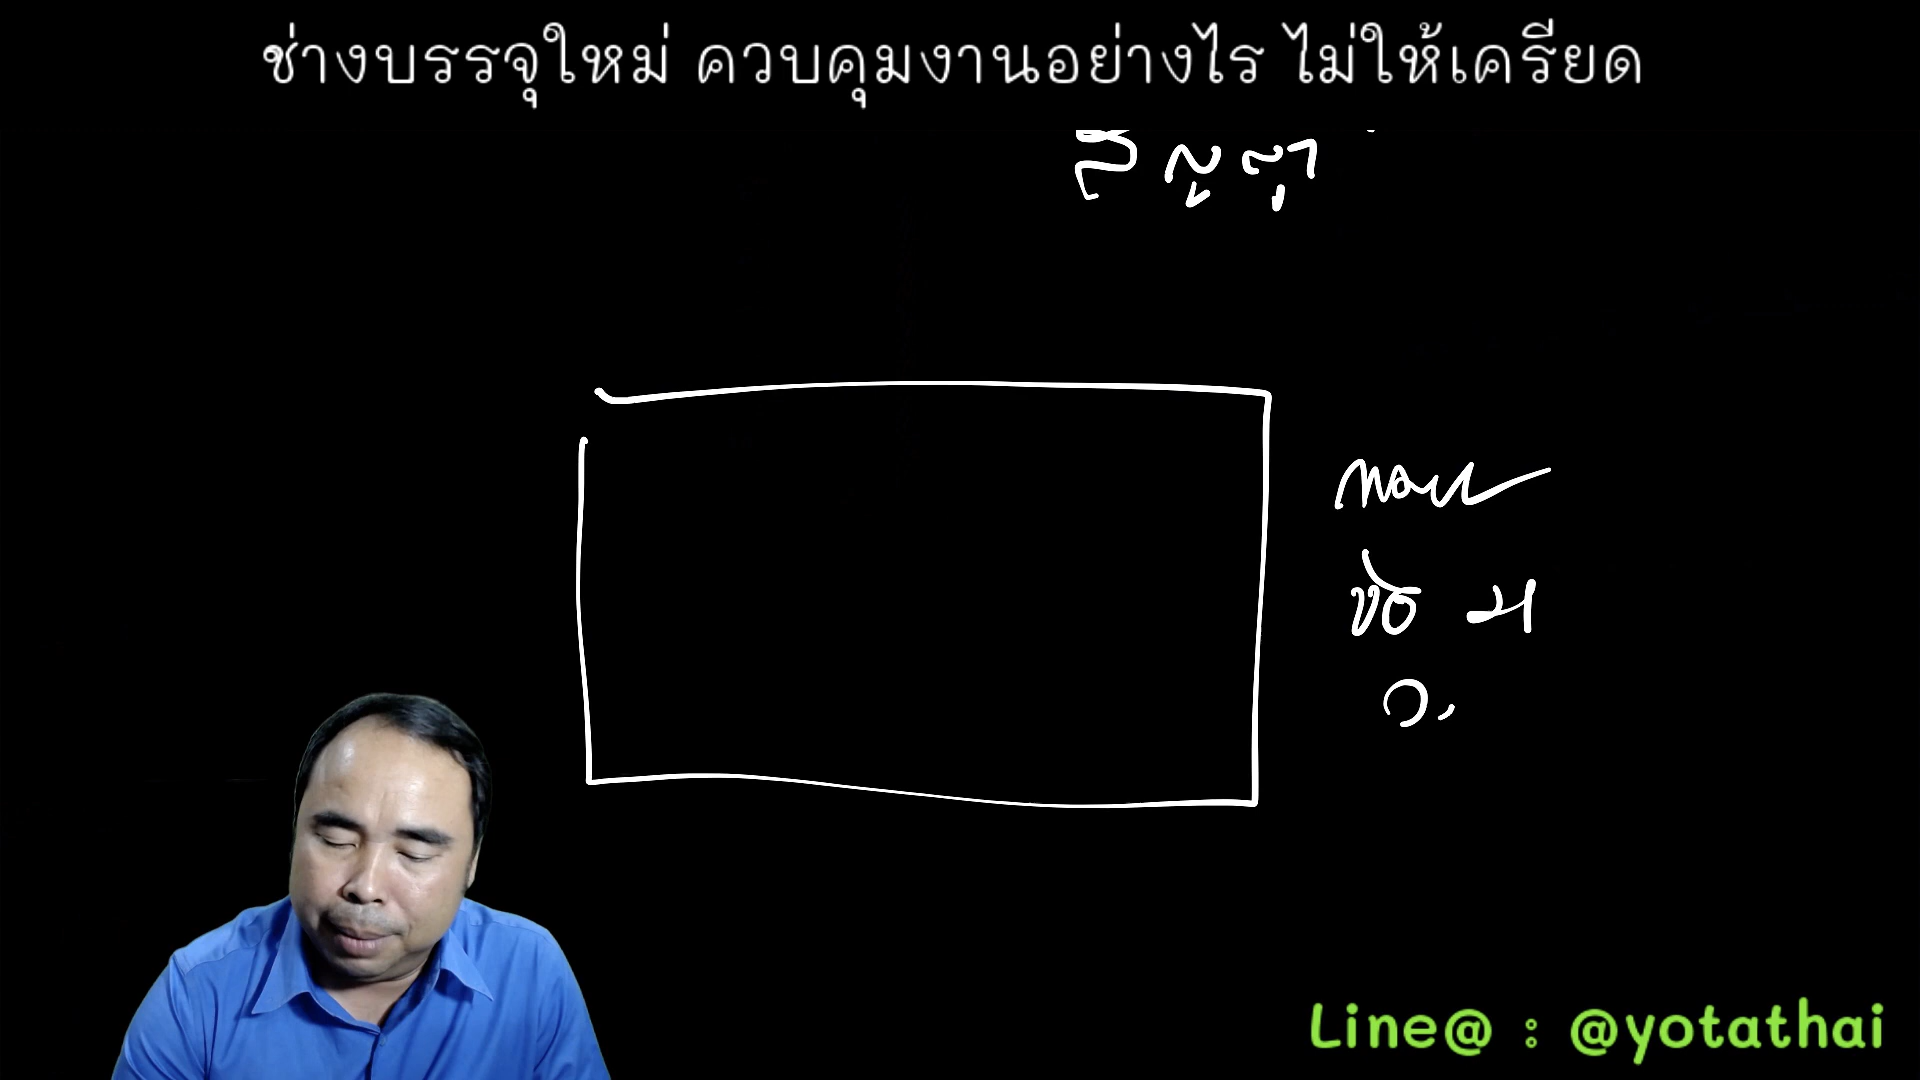 ช่างบรรจุใหม่ ควบคุมงานอย่างไร ไม่ให้เครียด
สัญญา
Line@ : @yotathai